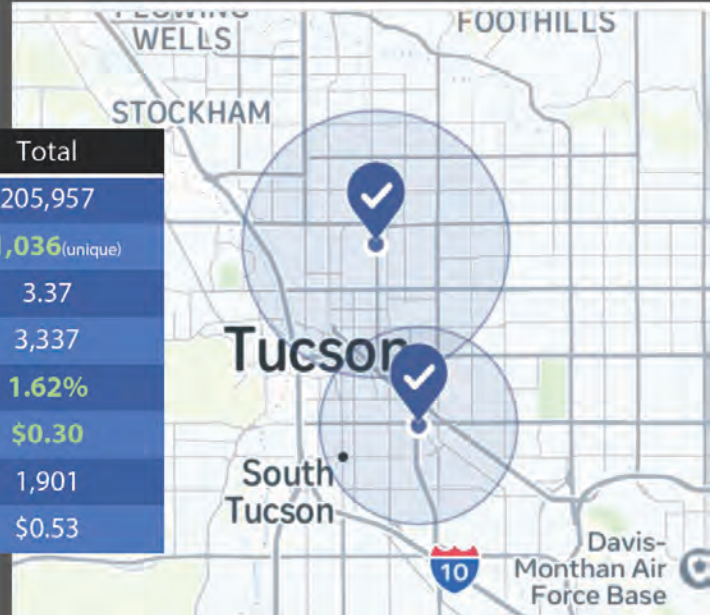 WELLS
FOOTHILLS
STOCKHAM
Total
205,957
,036(unique)
3.37
3,337
1.62%
$0.30
1,901
$0.53
Tucson
South
Tucson
10
Davis-
Monthan Air
Force Base